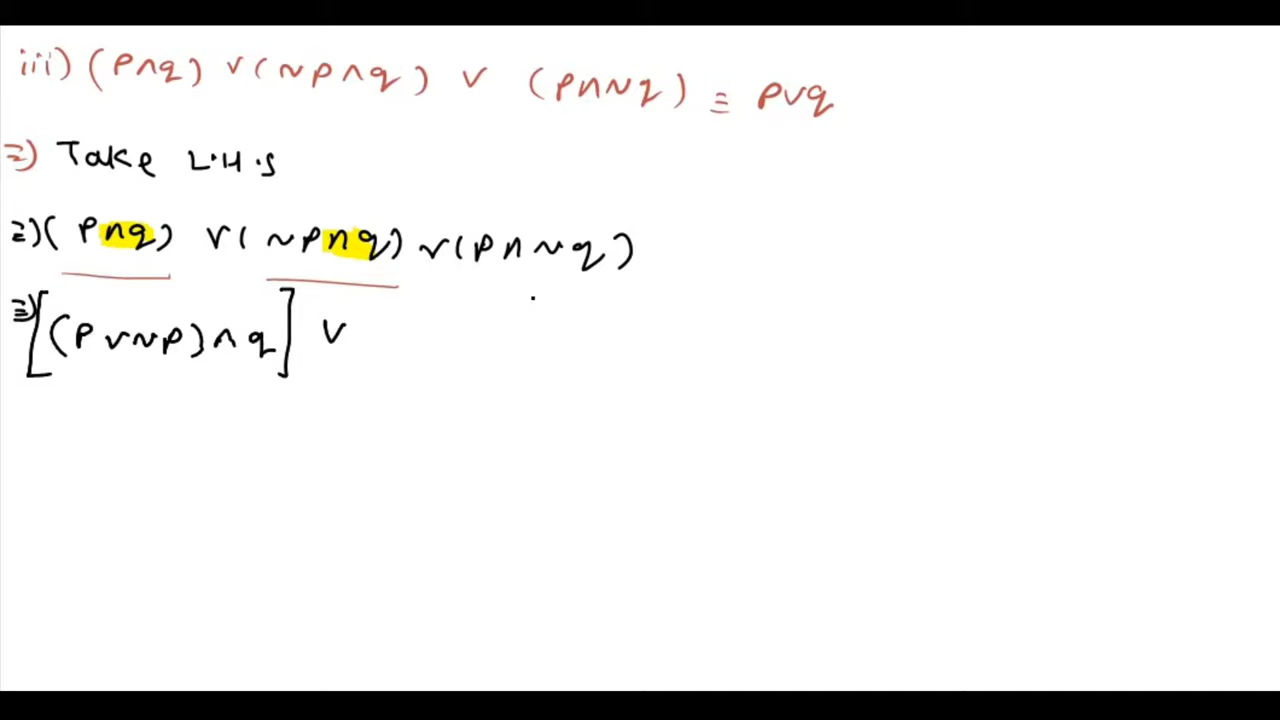 iii) (p∧q) ∨ (~p∧q) ∨ (p∧~q) ≡ p∨q
⇒) Take L.H.S
⇒) (p∧q) ∨ (~p∧q) ∨ (p∧~q)
⇒) [(p∨~p)∧q] ∨